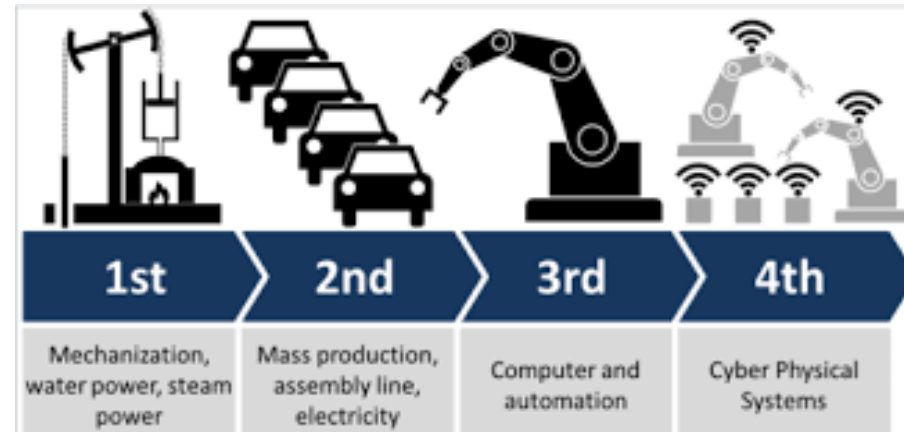 1st
2nd
3rd
4th
Mechanization,
water power, steam
power
Mass production,
assembly line,
electricity
Computer and
automation
Cyber Physical
Systems